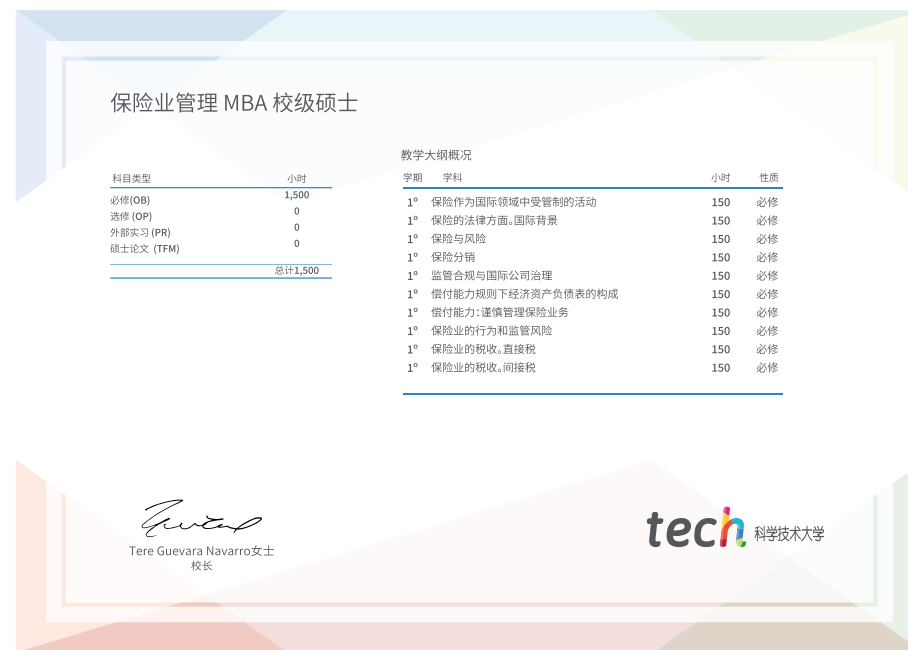 保险业管理 MBA 校级硕士
科目类型 小时
必修(OB) 1,500
选修 (OP) 0
外部实习 (PR) 0
硕士论文 (TFM) 0
总计1,500
教学大纲概况
学期 学科 小时 性质
1º 保险作为国际领域中受管制的活动 150 必修
1º 保险的法律方面。国际背景 150 必修
1º 保险与风险 150 必修
1º 保险分销 150 必修
1º 监管合规与国际公司治理 150 必修
1º 偿付能力规则下经济资产负债表的构成 150 必修
1º 偿付能力：谨慎管理保险业务 150 必修
1º 保险业的行为和监管风险 150 必修
1º 保险业的税收。直接税 150 必修
1º 保险业的税收。间接税 150 必修
Tere Guevara Navarro女士
校长
tech 科学技术大学